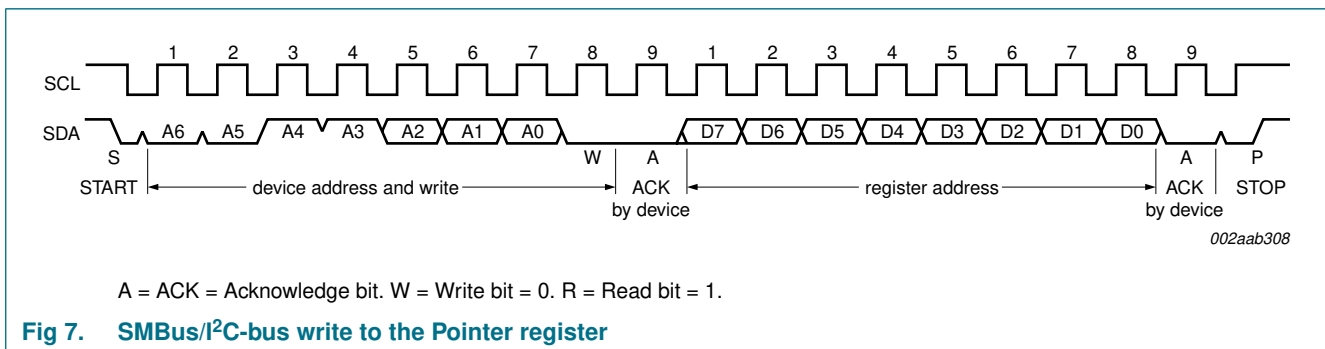 1 2 3 4 5 6 7 8 9 1 2 3 4 5 6 7 8 9
SCL
SDA A6 A5 A4 A3 A2 A1 A0 D7 D6 D5 D4 D3 D2 D1 D0
S W A A P
START device address and write ACK register address ACK STOP
by device by device
002aab308
A = ACK = Acknowledge bit. W = Write bit = 0. R = Read bit = 1.
Fig 7. SMBus/I²C-bus write to the Pointer register